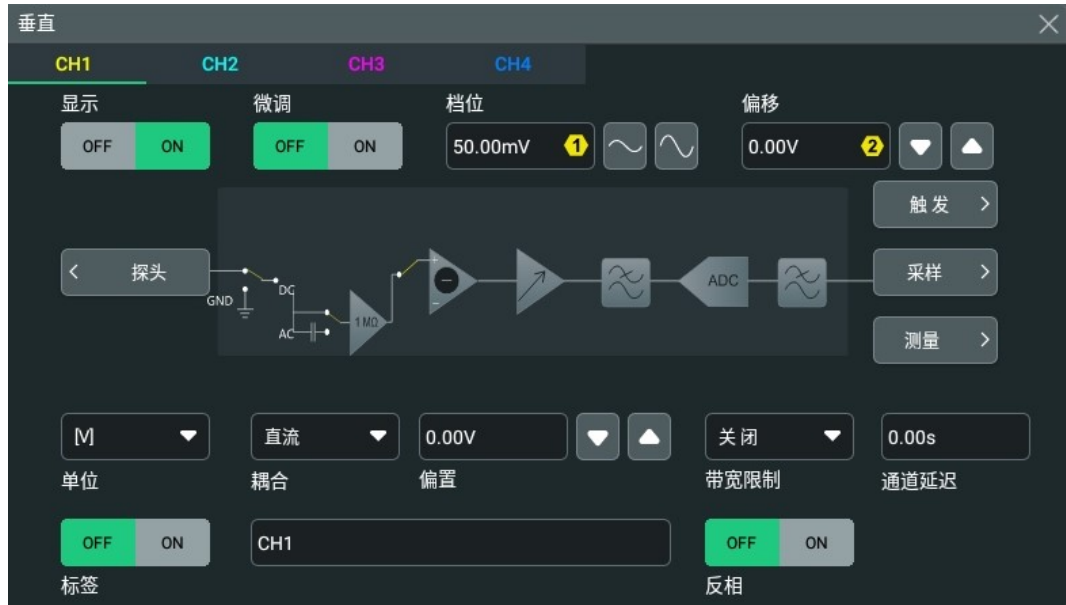 垂直
CH1 CH2 CH3 CH4
显示 微调 档位 偏移
OFF ON OFF ON 50.00mV 1 0.00V 2
触发
探头 采样
GND DC ADC
AC 1 MΩ
测量
[V] 直流 0.00V 关闭 0.00s
单位 耦合 偏置 带宽限制 通道延迟
OFF ON CH1 OFF ON
标签 反相